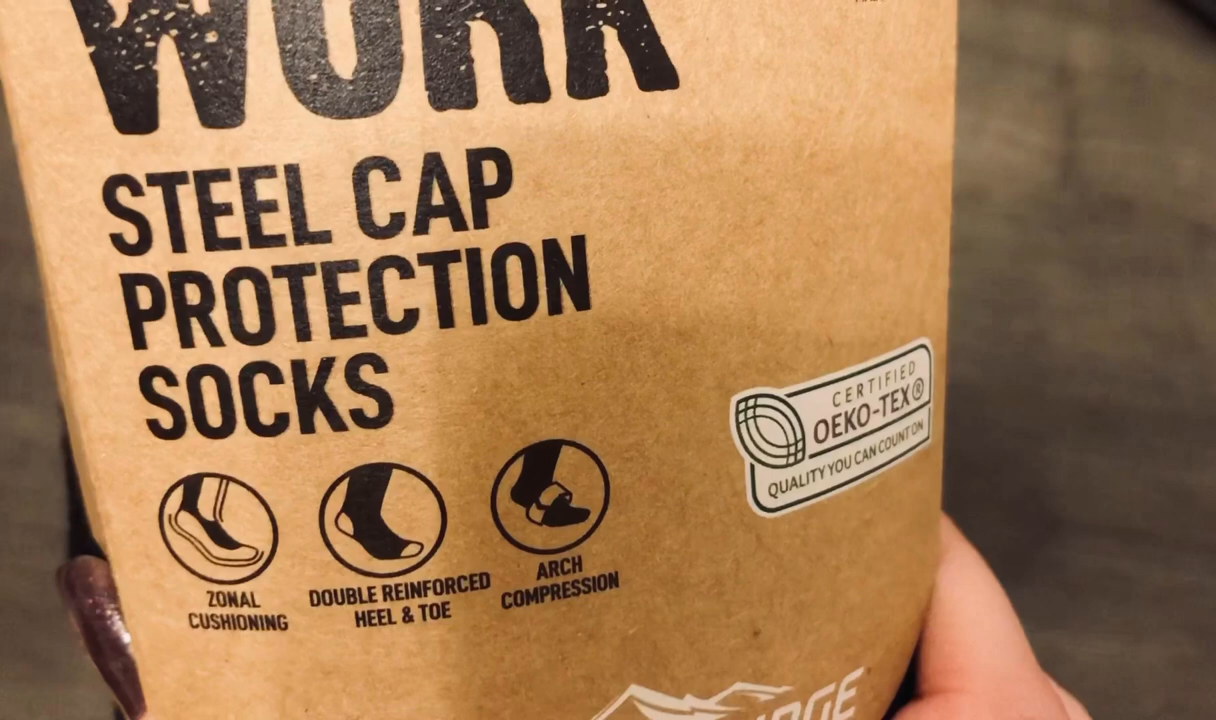 WORK
STEEL CAP
PROTECTION
SOCKS
CERTIFIED
OEKO-TEX®
QUALITY YOU CAN COUNT ON
ZONAL
CUSHIONING
DOUBLE REINFORCED
HEEL & TOE
ARCH
COMPRESSION